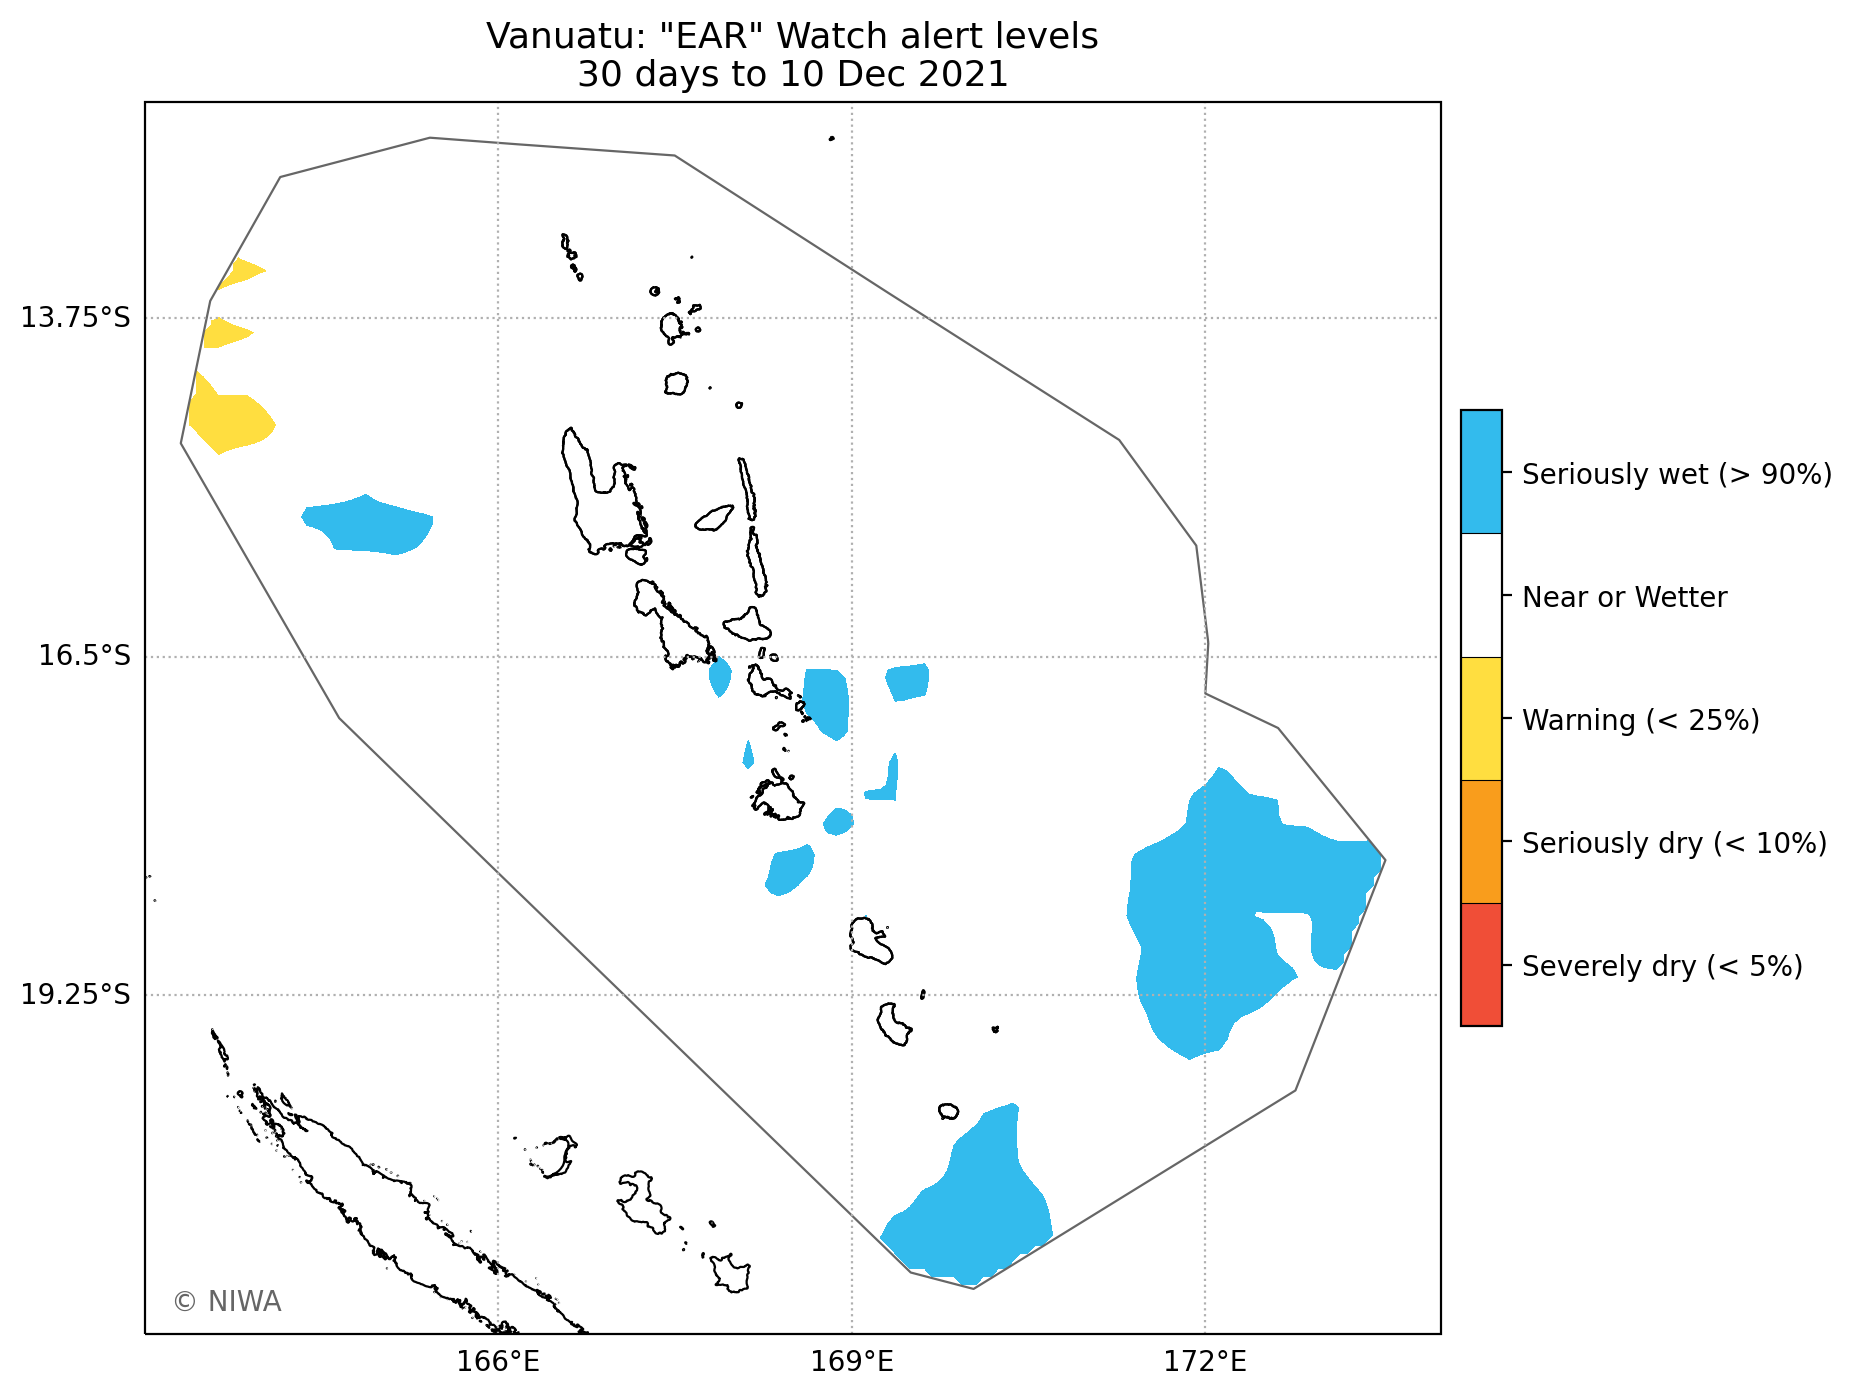 Vanuatu: "EAR" Watch alert levels
30 days to 10 Dec 2021
13.75°S
16.5°S
19.25°S
166°E
169°E
172°E
Seriously wet (> 90%)
Near or Wetter
Warning (< 25%)
Seriously dry (< 10%)
Severely dry (< 5%)
© NIWA